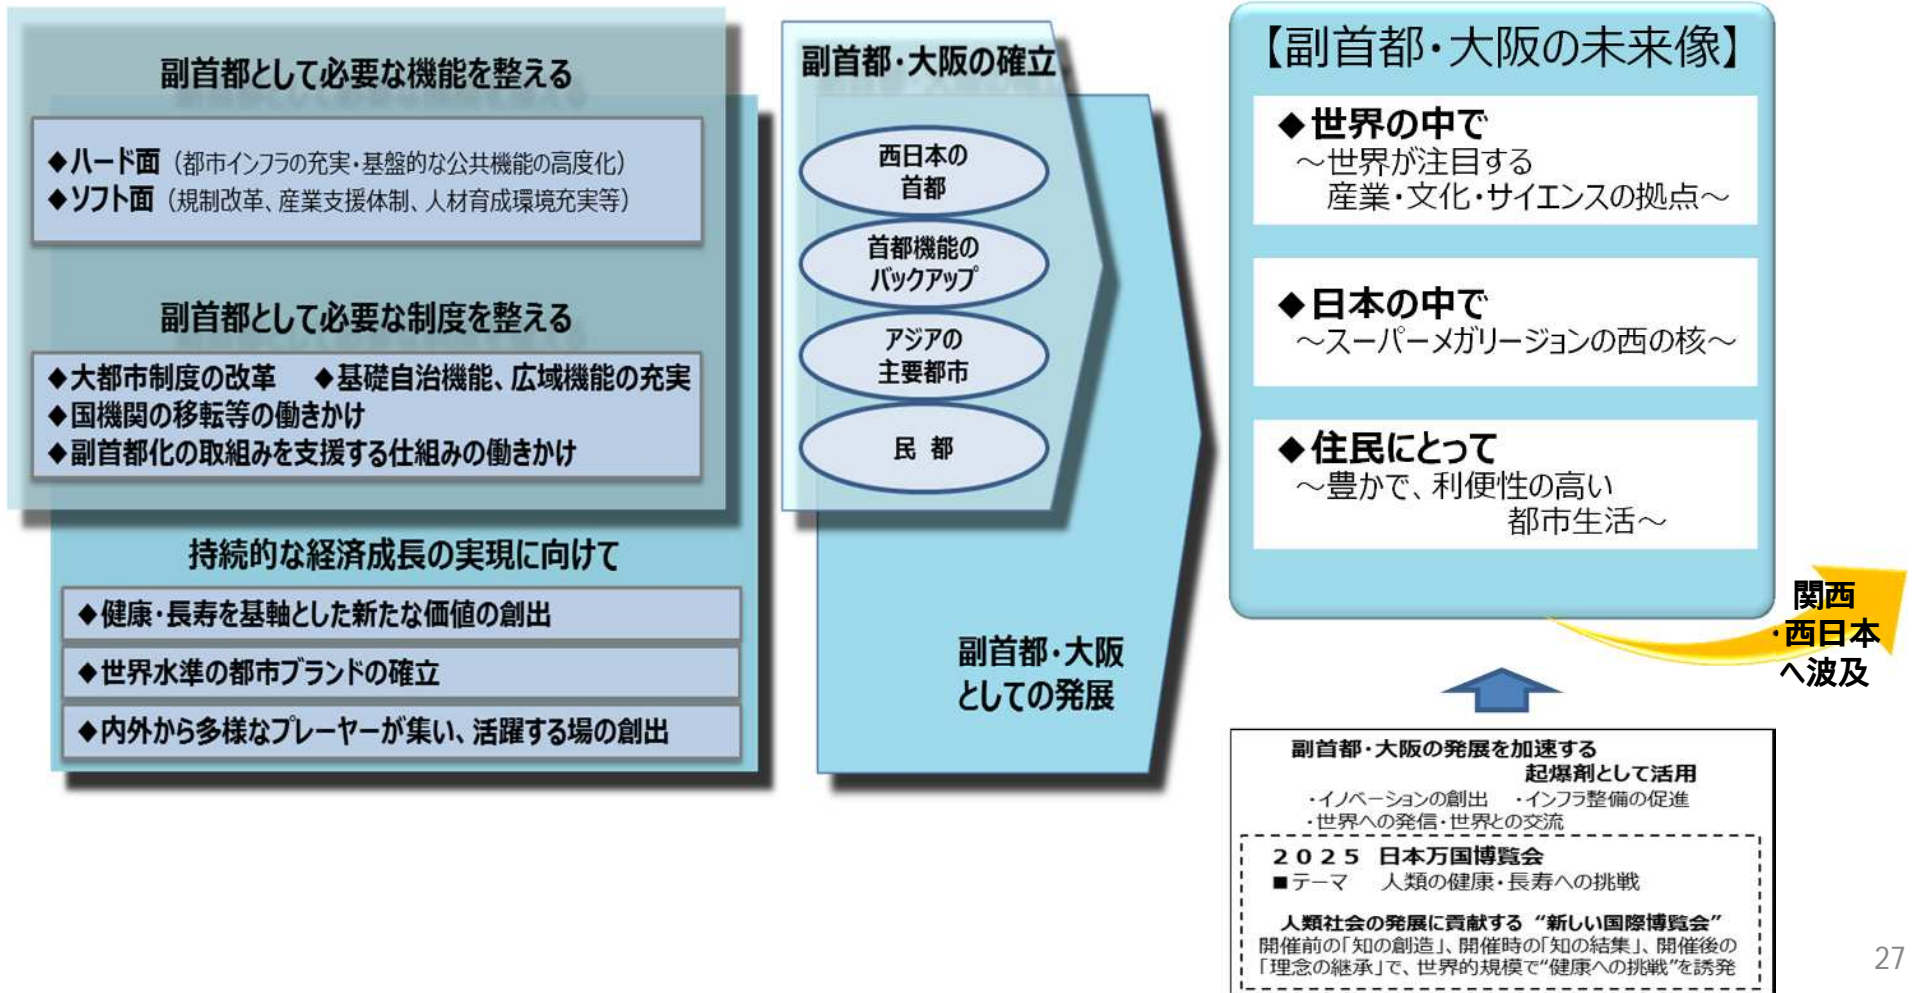 副首都として必要な機能を整える
◆ハード面（都市インフラの充実・基盤的な公共機能の高度化）
◆ソフト面（規制改革、産業支援体制、人材育成環境充実等）
副首都として必要な制度を整える
◆大都市制度の改革　◆基礎自治機能、広域機能の充実
◆国機関の移転等の働きかけ
◆副首都化の取組みを支援する仕組みの働きかけ
持続的な経済成長の実現に向けて
◆健康・長寿を基軸とした新たな価値の創出
◆世界水準の都市ブランドの確立
◆内外から多様なプレーヤーが集い、活躍する場の創出
副首都・大阪の確立
西日本の
首都
首都機能の
バックアップ
アジアの
主要都市
民 都
副首都・大阪
としての発展
【副首都・大阪の未来像】
◆世界の中で
～世界が注目する
産業・文化・サイエンスの拠点～
◆日本の中で
～スーパーメガリージョンの西の核～
◆住民にとって
～豊かで、利便性の高い
都市生活～
関西
・西日本
へ波及
副首都・大阪の発展を加速する
起爆剤として活用
・イノベーションの創出　・インフラ整備の促進
・世界への発信・世界との交流
２０２５ 日本万国博覧会
■テーマ　人類の健康・長寿への挑戦
人類社会の発展に貢献する “新しい国際博覧会”
開催前の「知の創造」、開催時の「知の結集」、開催後の
「理念の継承」で、世界的規模で“健康への挑戦”を誘発
27